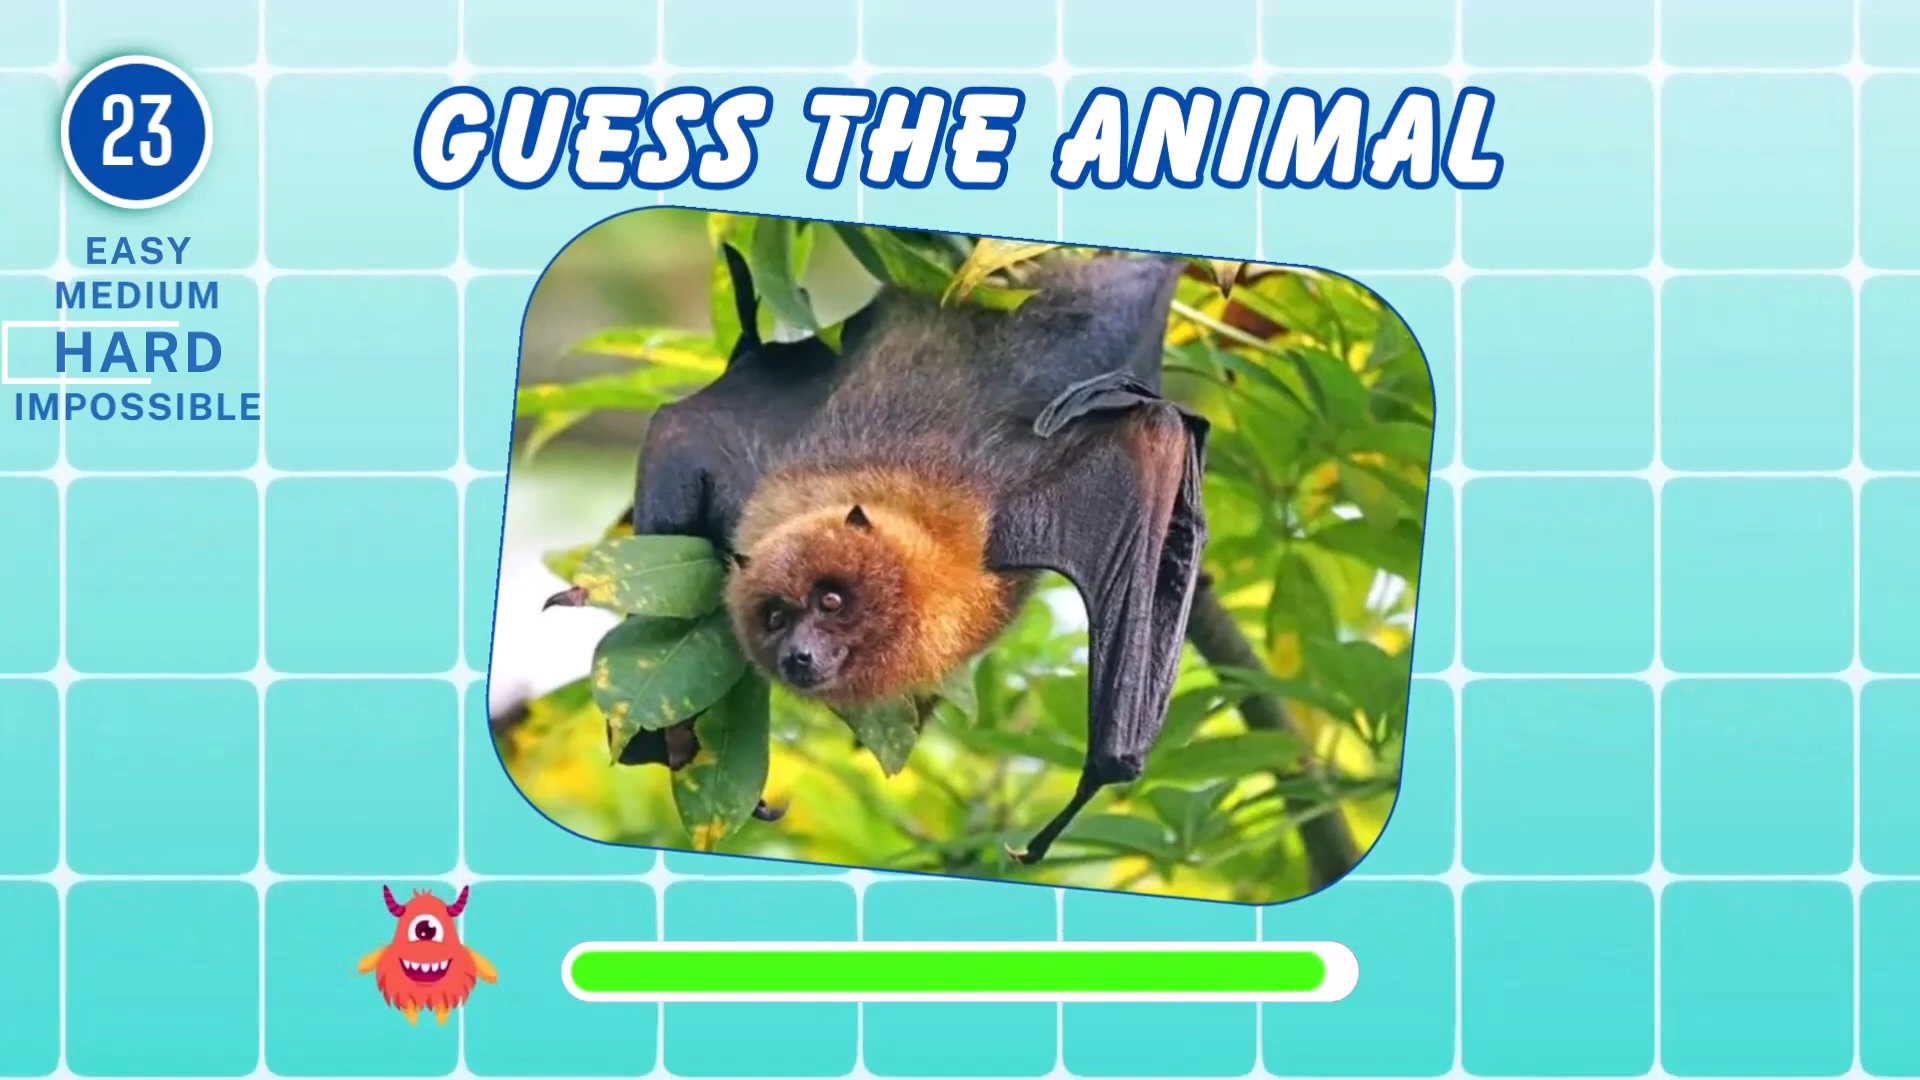 23
GUESS THE ANIMAL
EASY
MEDIUM
HARD
IMPOSSIBLE